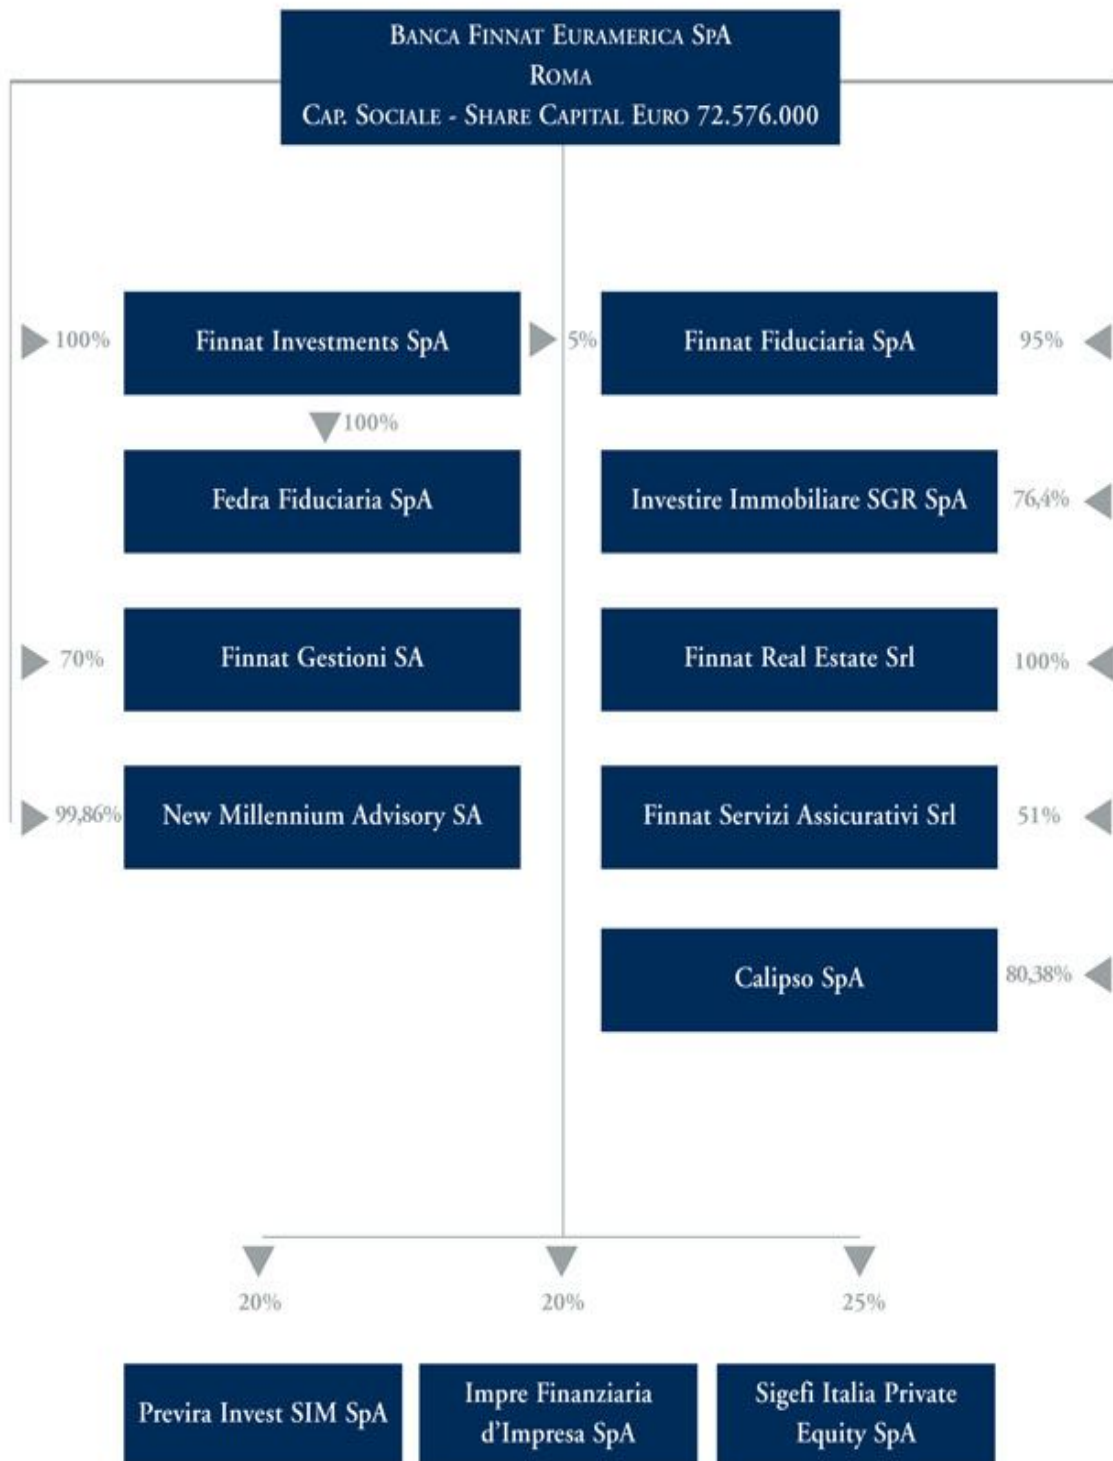 BANCA FINNAT EURAMERICA SPA
ROMA
CAP. SOCIALE - SHARE CAPITAL EURO 72.576.000
100%
Finnat Investments SpA
5%
Finnat Fiduciaria SpA
95%
100%
Fedra Fiduciaria SpA
Investire Immobiliare SGR SpA
76,4%
70%
Finnat Gestioni SA
Finnat Real Estate Srl
100%
99,86%
New Millennium Advisory SA
Finnat Servizi Assicurativi Srl
51%
Calipso SpA
80,38%
20%
20%
25%
Previra Invest SIM SpA
Impre Finanziaria
d'Impresa SpA
Sigefi Italia Private
Equity SpA